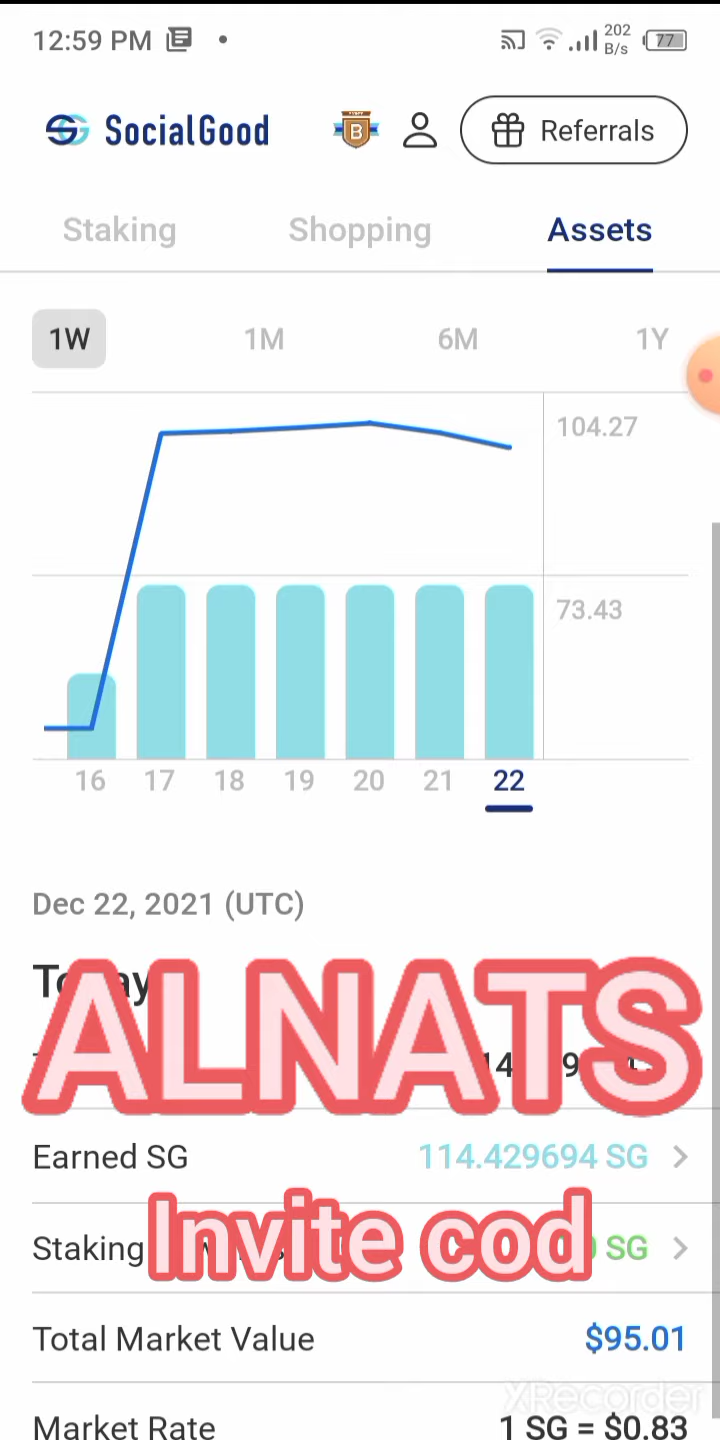 12:59 PM 202 B/s 77
SocialGood B Referrals
Staking Shopping Assets
1W 1M 6M 1Y
104.27
73.43
16 17 18 19 20 21 22
Dec 22, 2021 (UTC)
Today
ALNATS
Earned SG 114.429694 SG
Invite cod
Staking SG
Total Market Value $95.01
XRecorder
Market Rate 1 SG = $0.83